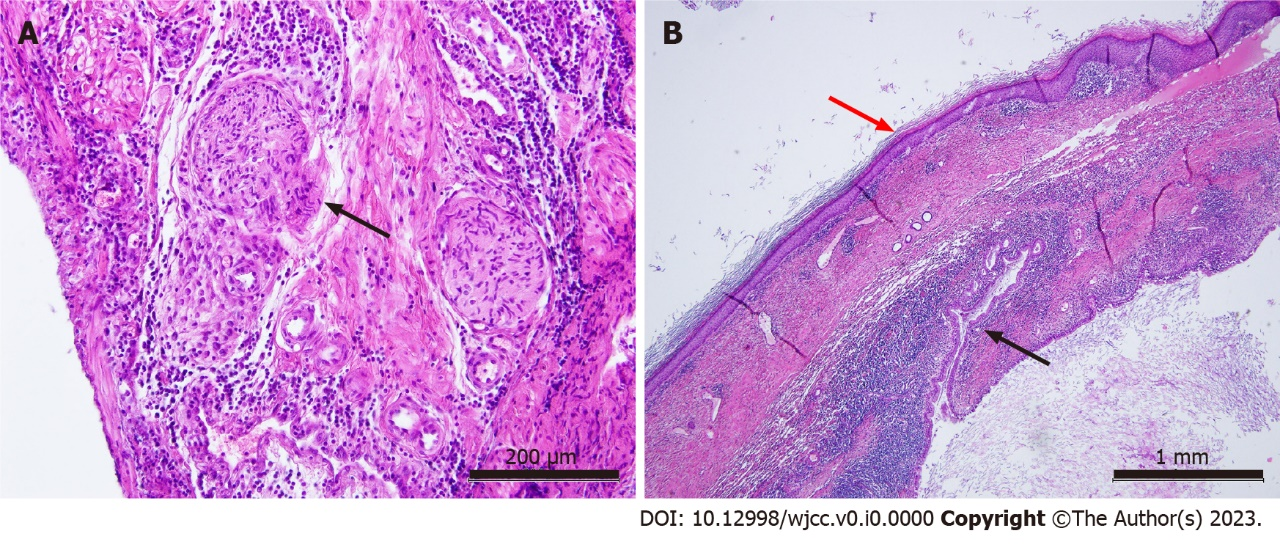 A
B
200 µm
1 mm
DOI: 10.12998/wjcc.v0.i0.0000 Copyright ©The Author(s) 2023.